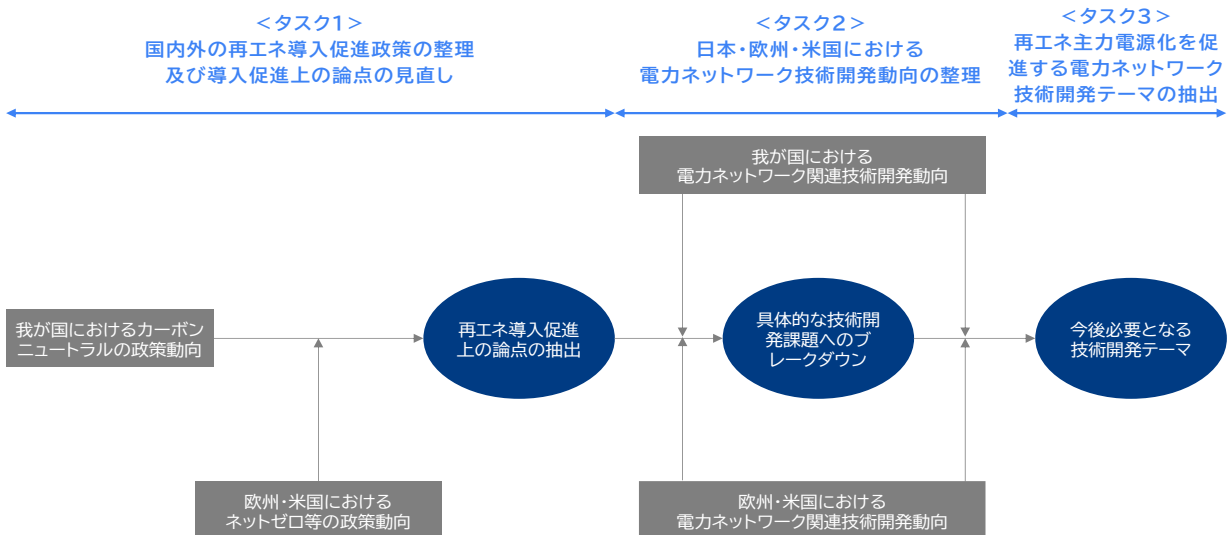 ＜タスク1＞
国内外の再エネ導入促進政策の整理
及び導入促進上の論点の見直し
＜タスク2＞
日本・欧州・米国における
電力ネットワーク技術開発動向の整理
＜タスク3＞
再エネ主力電源化を促
進する電力ネットワーク
技術開発テーマの抽出
我が国における
電力ネットワーク関連技術開発動向
我が国におけるカーボン
ニュートラルの政策動向
再エネ導入促進
上の論点の抽出
具体的な技術開
発課題へのブ
レークダウン
今後必要となる
技術開発テーマ
欧州・米国における
ネットゼロ等の政策動向
欧州・米国における
電力ネットワーク関連技術開発動向